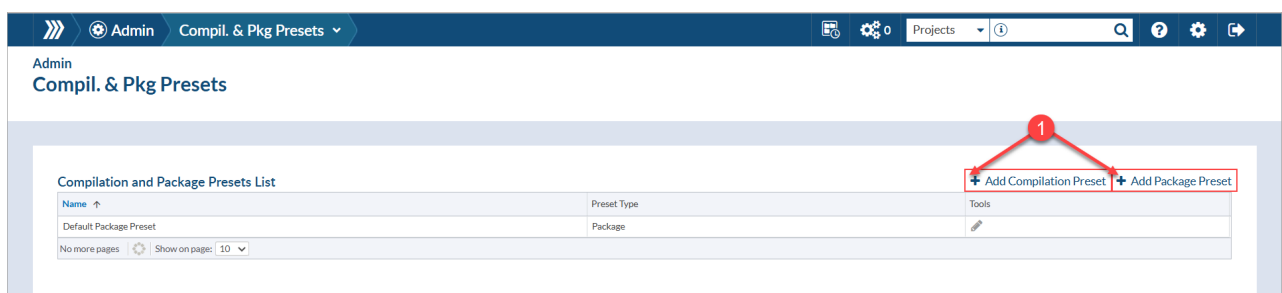 Admin Compil. & Pkg Presets 0 Projects
Admin
Compil. & Pkg Presets
1
Compilation and Package Presets List + Add Compilation Preset + Add Package Preset
Name ↑ Preset Type Tools
Default Package Preset Package
No more pages Show on page: 10